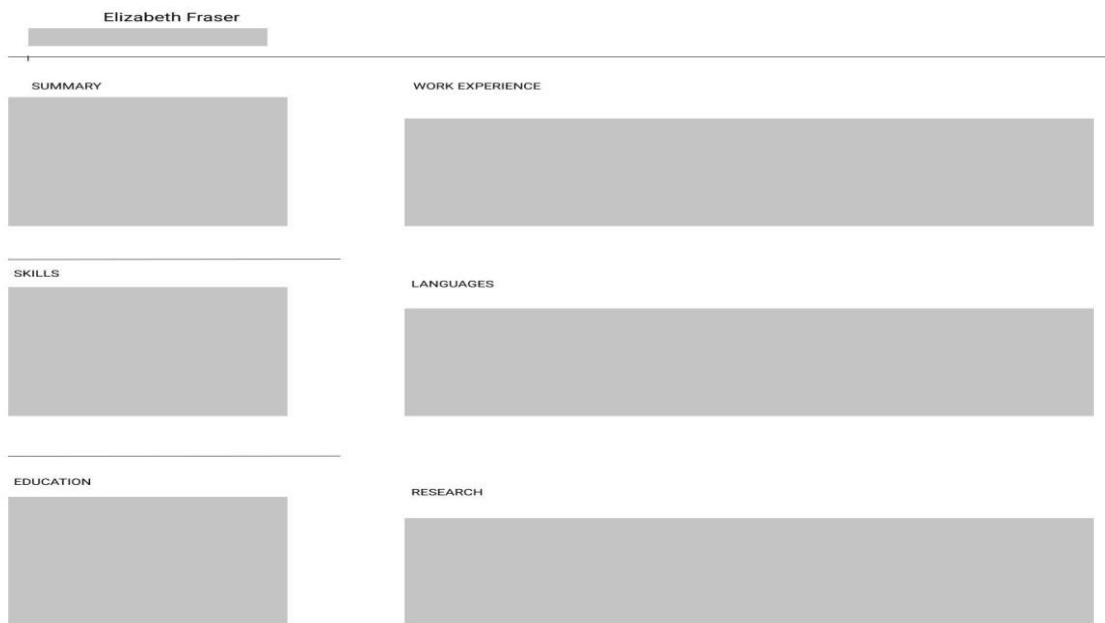 Elizabeth Fraser
SUMMARY
SKILLS
EDUCATION
WORK EXPERIENCE
LANGUAGES
RESEARCH